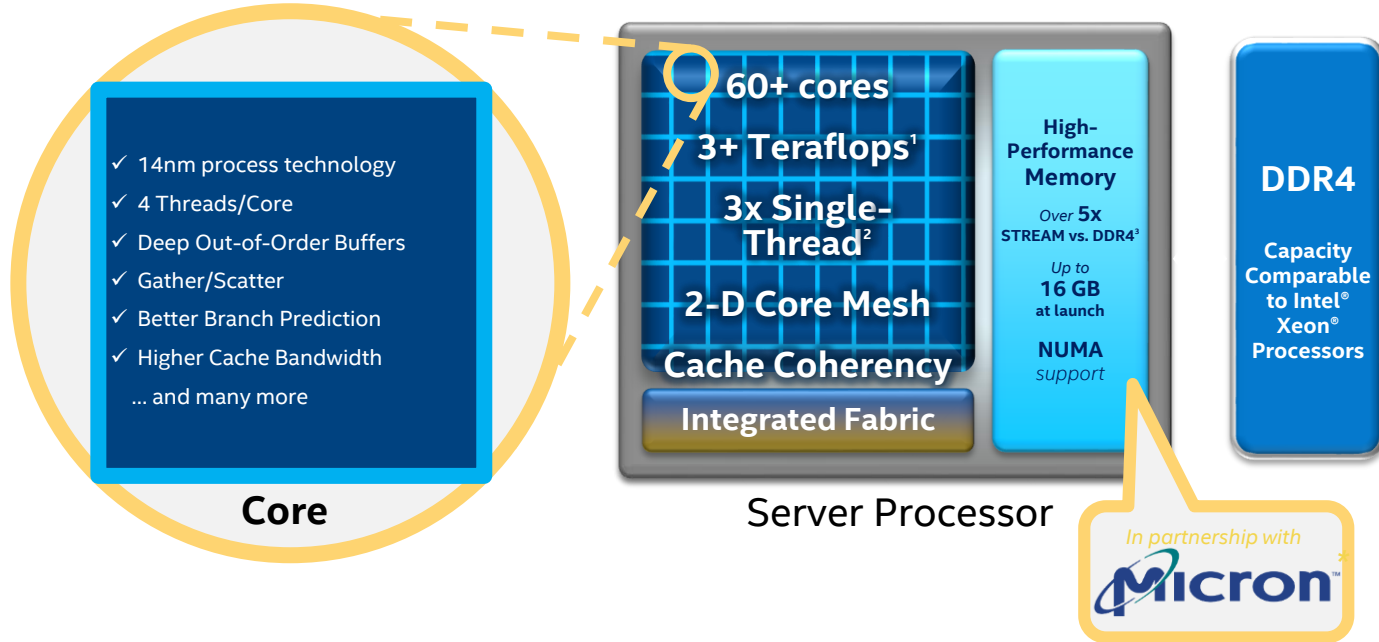 ✓ 14nm process technology
✓ 4 Threads/Core
✓ Deep Out-of-Order Buffers
✓ Gather/Scatter
✓ Better Branch Prediction
✓ Higher Cache Bandwidth
... and many more
Core
60+ cores
3+ Teraflops¹
3x Single-
Thread²
2-D Core Mesh
Cache Coherency
Integrated Fabric
High-
Performance
Memory
Over 5x
STREAM vs. DDR4³
Up to
16 GB
at launch
NUMA
support
Server Processor
In partnership with
Micron™*
DDR4
Capacity
Comparable
to Intel®
Xeon®
Processors